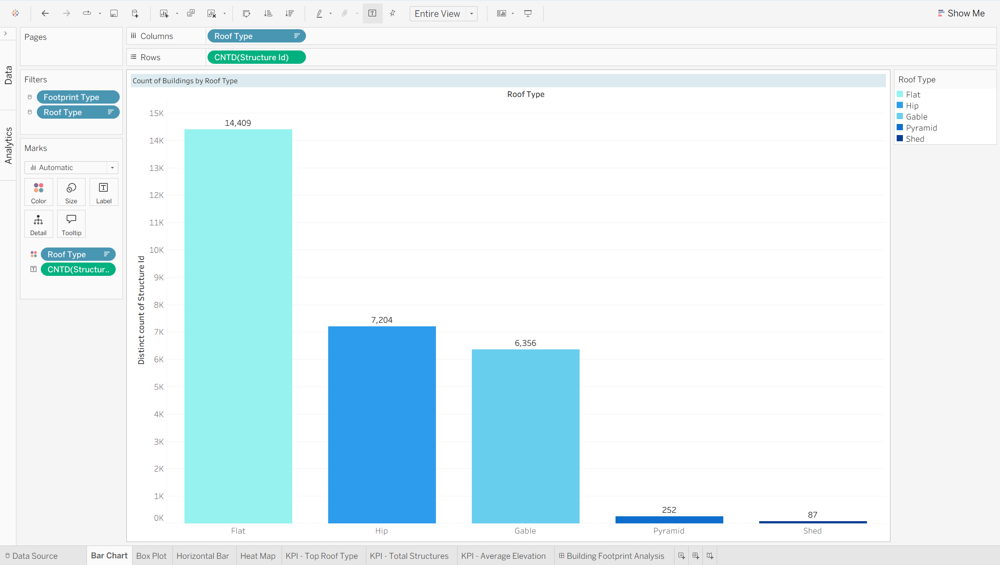 Entire View
Show Me
Pages
Columns
Roof Type
Rows
CNTD(Structure Id)
Data
Analytics
Filters
Footprint Type
Roof Type
Marks
Automatic
Color
Size
Label
Detail
Tooltip
Roof Type
CNTD(Structur..
Count of Buildings by Roof Type
Roof Type
Distinct count of Structure Id
15K
14K
13K
12K
11K
10K
9K
8K
7K
6K
5K
4K
3K
2K
1K
0K
14,409
7,204
6,356
252
87
Flat
Hip
Gable
Pyramid
Shed
Roof Type
Flat
Hip
Gable
Pyramid
Shed
Data Source
Bar Chart
Box Plot
Horizontal Bar
Heat Map
KPI - Top Roof Type
KPI - Total Structures
KPI - Average Elevation
Building Footprint Analysis